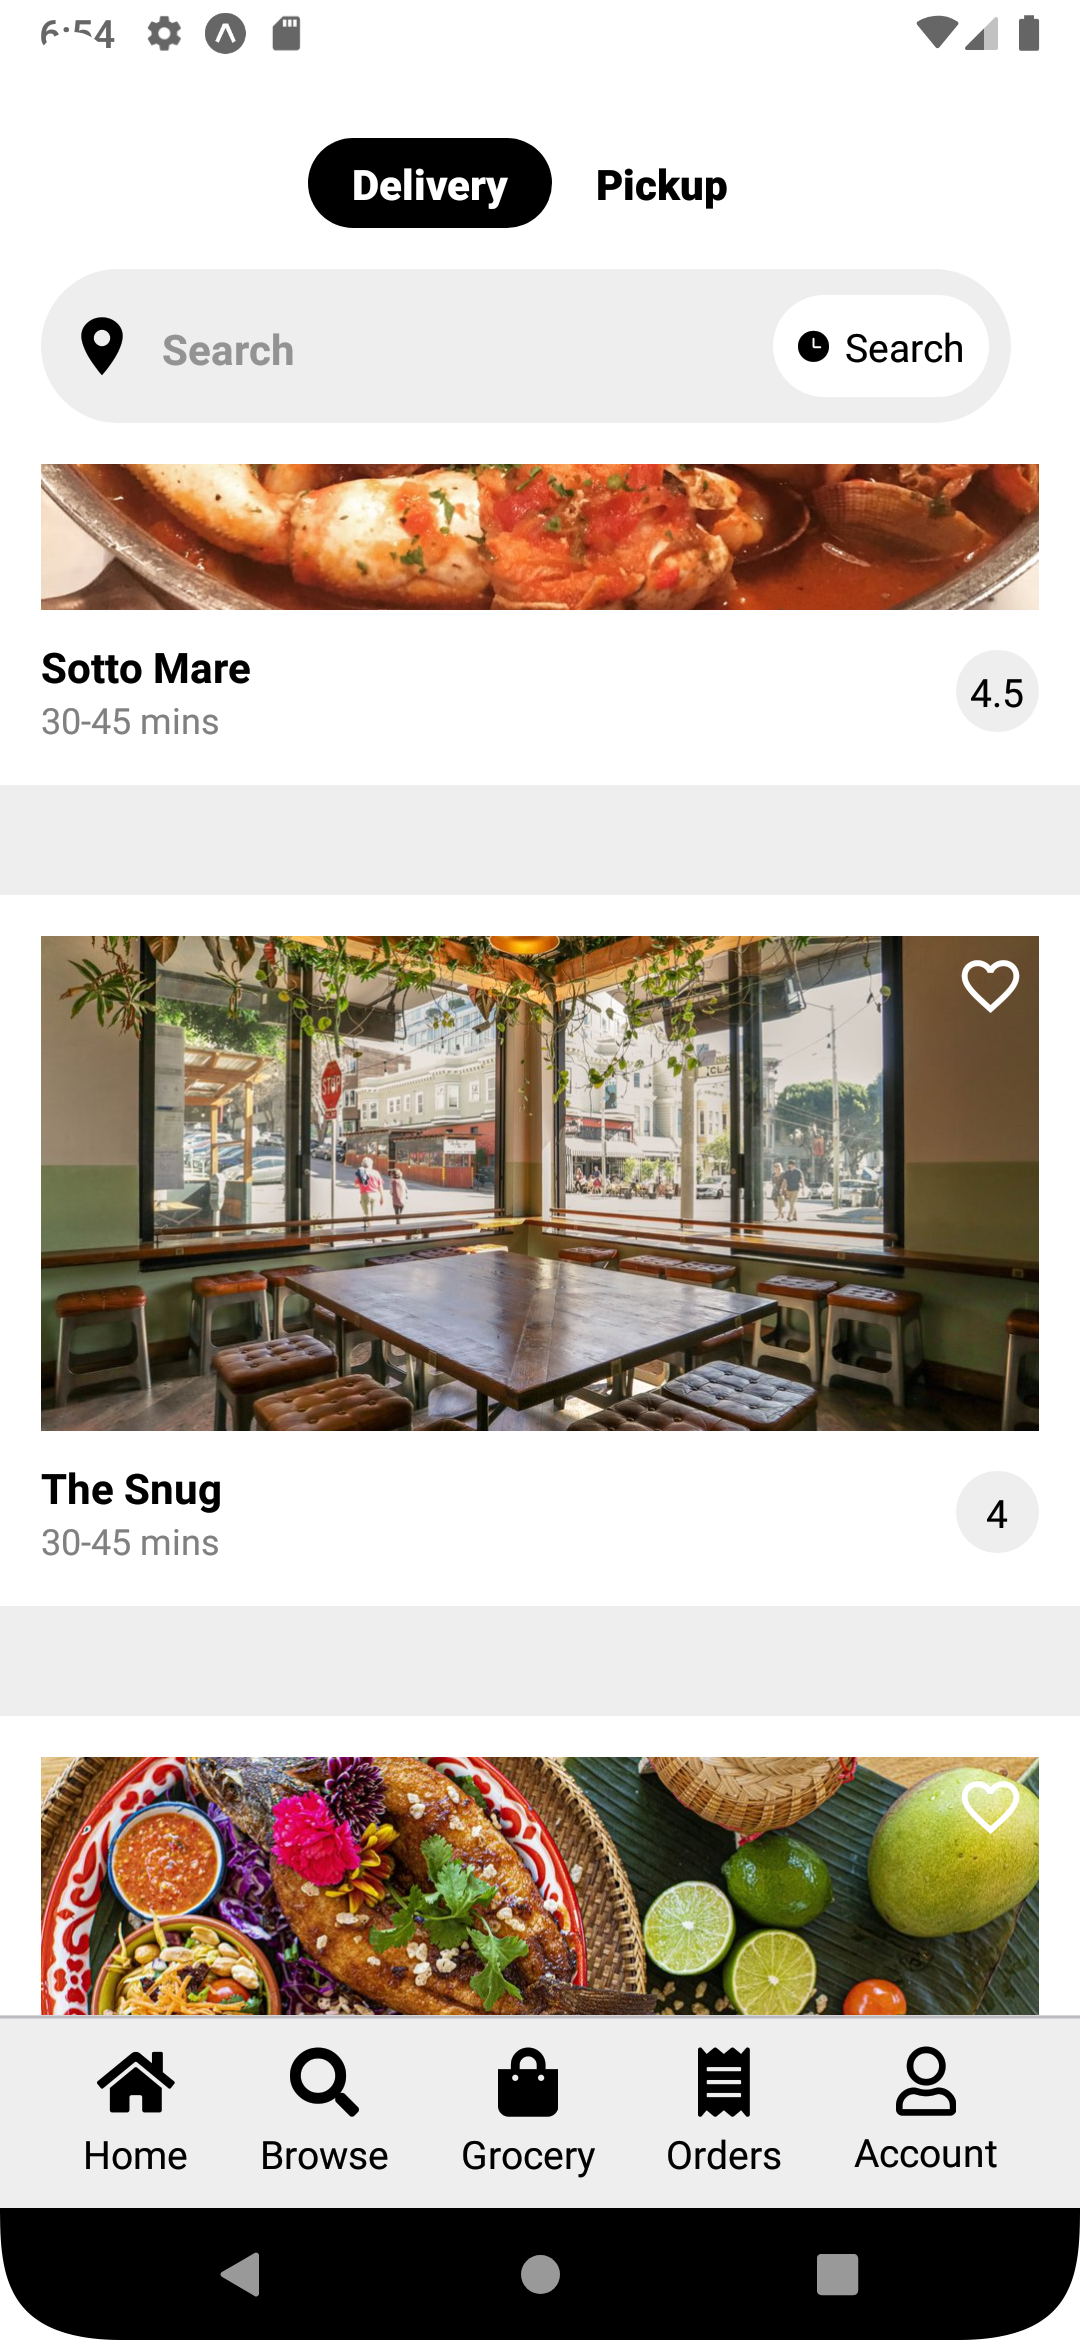 6:54
Delivery Pickup
Search Search
Sotto Mare
30-45 mins
4.5
STOP
The Snug
30-45 mins
4
Home Browse Grocery Orders Account